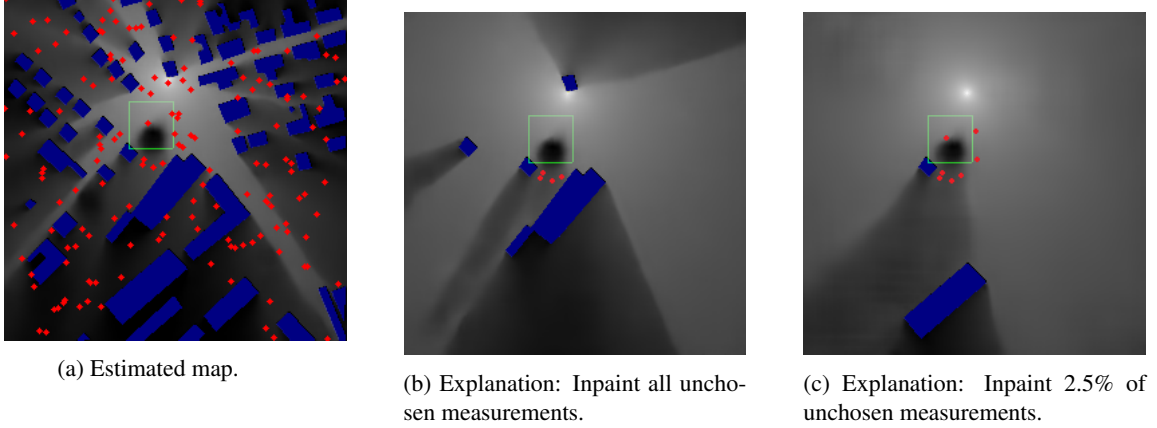 (a) Estimated map.
(b) Explanation: Inpaint all uncho-
sen measurements.
(c) Explanation: Inpaint 2.5% of
unchosen measurements.